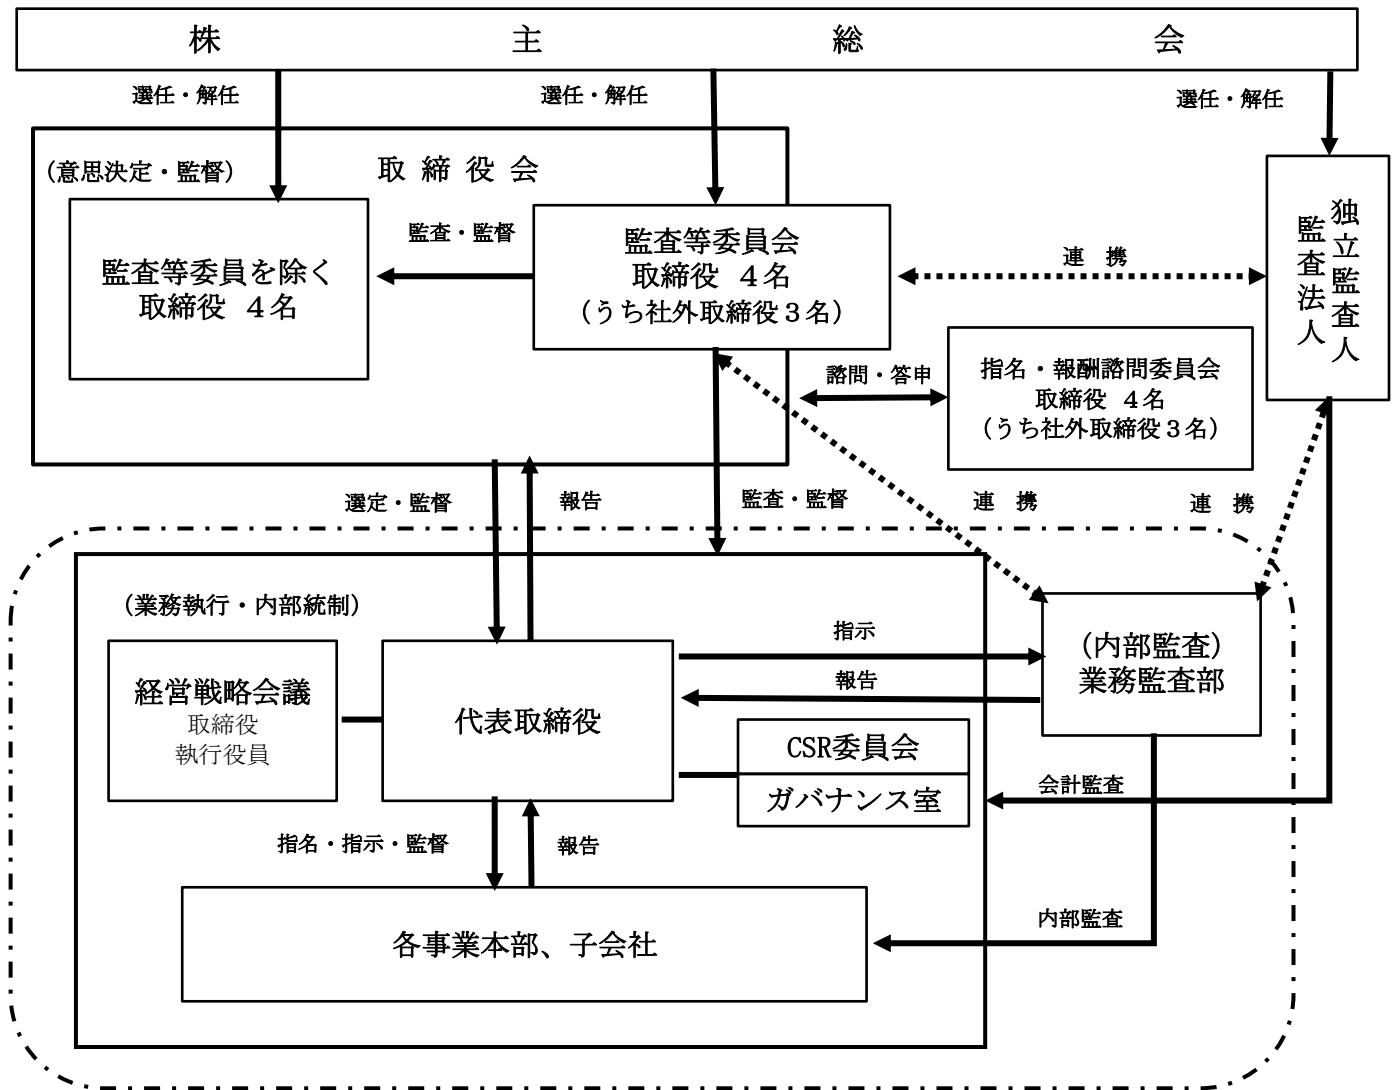 株主総会
選任・解任
選任・解任
選任・解任
(意思決定・監督)
取締役会
監査等委員を除く
取締役 ４名
監査・監督
監査等委員会
取締役 ４名
(うち社外取締役３名)
連 携
独立監査人
監査法人
諮問・答申
指名・報酬諮問委員会
取締役 ４名
(うち社外取締役３名)
選定・監督
報告
監査・監督
連 携
連 携
(業務執行・内部統制)
経営戦略会議
取締役
執行役員
代表取締役
指示
報告
(内部監査)
業務監査部
CSR委員会
ガバナンス室
会計監査
指名・指示・監督
報告
各事業本部、子会社
内部監査